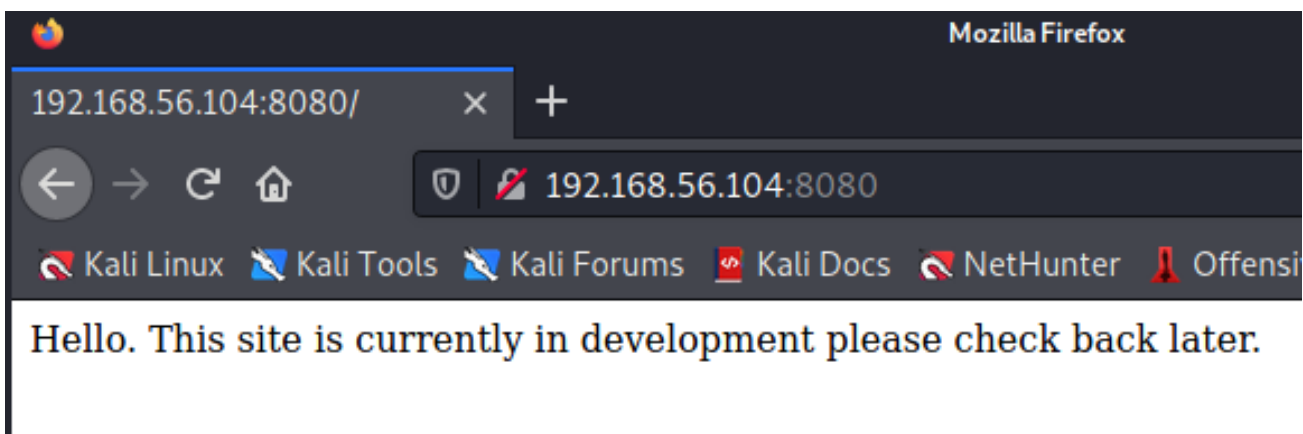 Mozilla Firefox
192.168.56.104:8080/
192.168.56.104:8080
Kali Linux Kali Tools Kali Forums Kali Docs NetHunter Offensi
Hello. This site is currently in development please check back later.